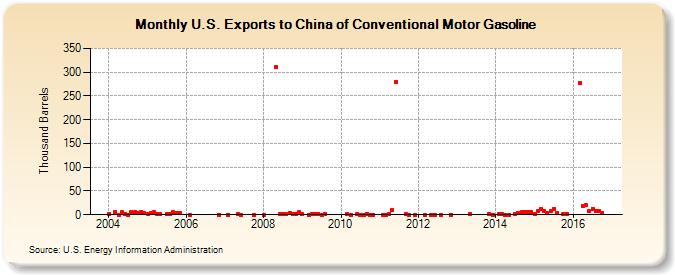 Monthly U.S. Exports to China of Conventional Motor Gasoline
Thousand Barrels
350
300
250
200
150
100
50
0
2004 2006 2008 2010 2012 2014 2016
Source: U.S. Energy Information Administration